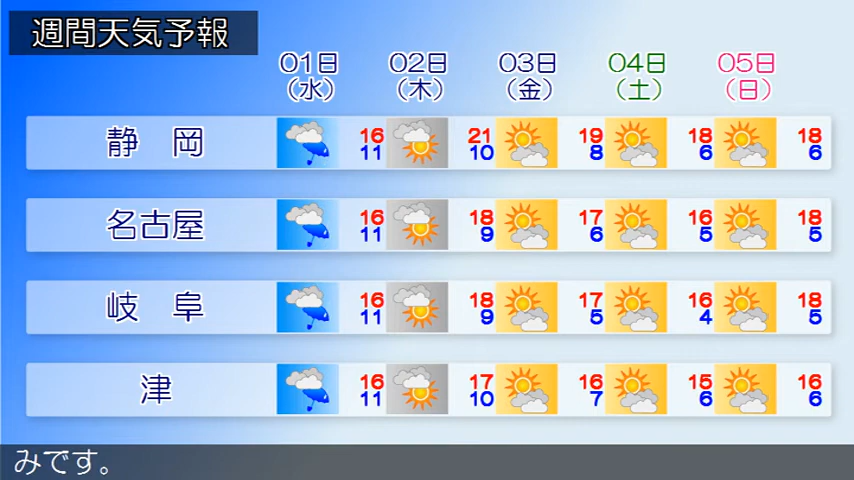 週間天気予報
01日 02日 03日 04日 05日
（水） （木） （金） （土） （日）
静 岡 16 11 21 10 19 8 18 6 18 6
名古屋 16 11 18 9 17 6 16 5 18 5
岐 阜 16 11 18 9 17 5 16 4 18 5
津 16 11 17 10 16 7 15 6 16 6
みです。